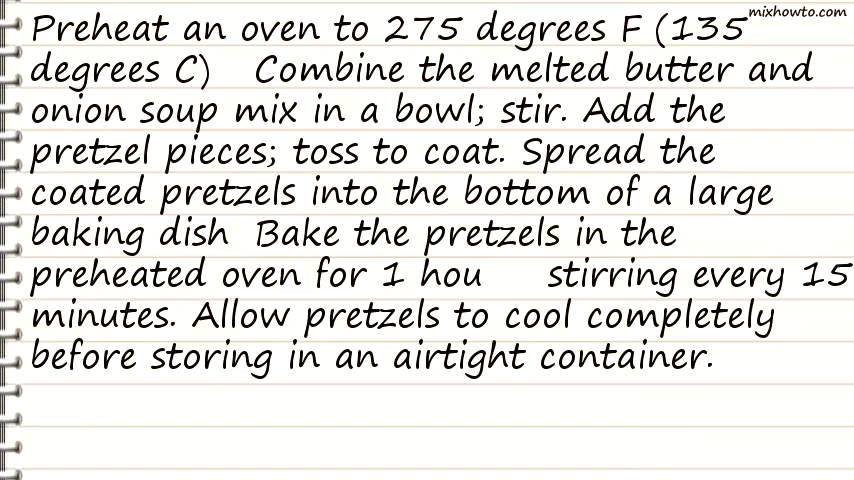 mixhowto.com
Preheat an oven to 275 degrees F (135
degrees C) Combine the melted butter and
onion soup mix in a bowl; stir. Add the
pretzel pieces; toss to coat. Spread the
coated pretzels into the bottom of a large
baking dish Bake the pretzels in the
preheated oven for 1 hou stirring every 15
minutes. Allow pretzels to cool completely
before storing in an airtight container.